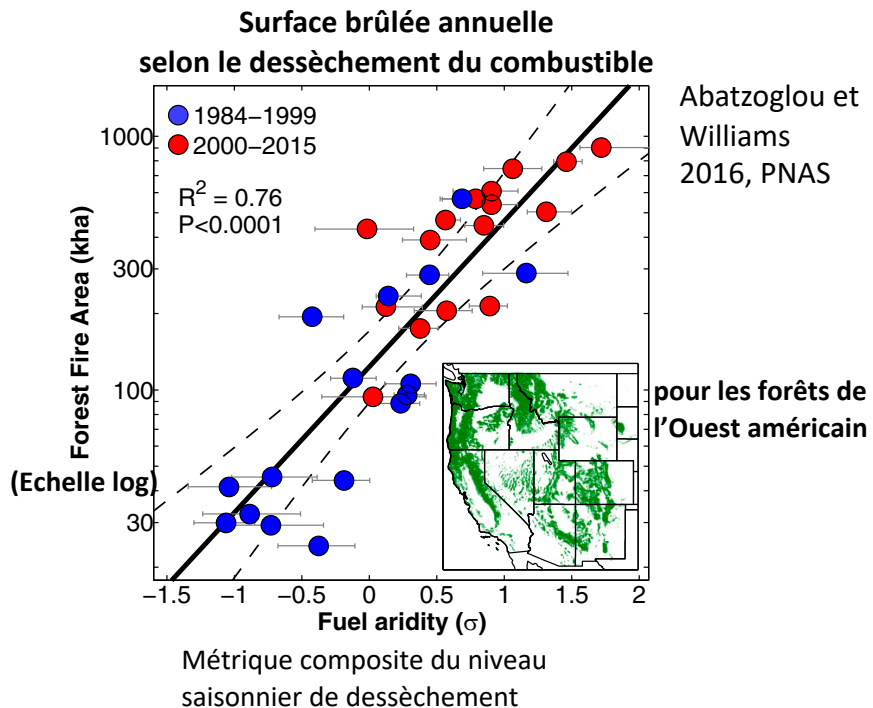 Surface brûlée annuelle
selon le dessèchement du combustible
Abatzoglou et
Williams
2016, PNAS
1984–1999
2000–2015
R² = 0.76
P<0.0001
Forest Fire Area (kha)
1000
300
100
30
(Echelle log)
pour les forêts de
l'Ouest américain
−1.5 −1 −0.5 0 0.5 1 1.5 2
Fuel aridity (σ)
Métrique composite du niveau
saisonnier de dessèchement